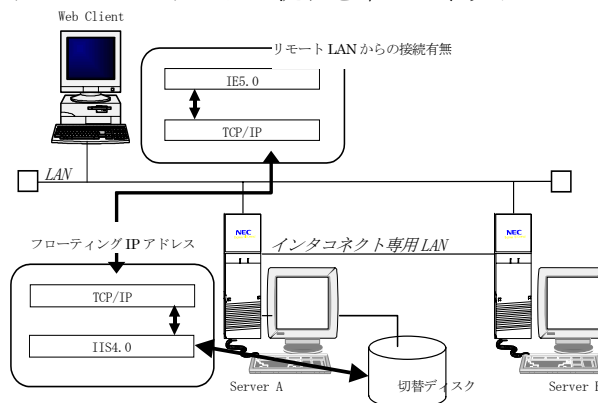 Web Client
リモート LAN からの接続有無
IE5.0
TCP/IP
LAN
フローティング IP アドレス
NEC
インタコネクト専用 LAN
NEC
TCP/IP
IIS4.0
Server A
切替ディスク
Server